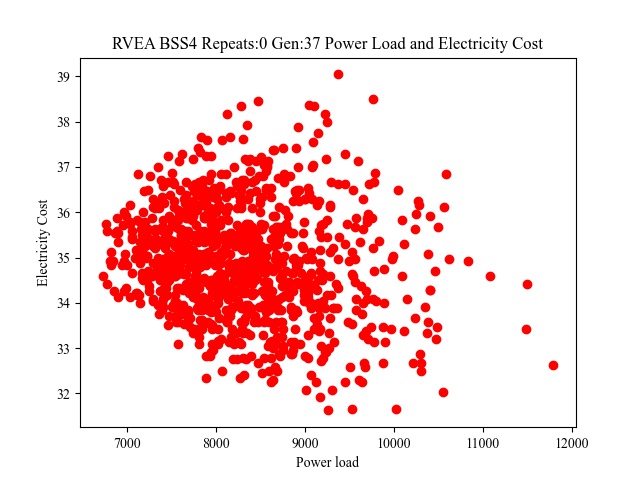 RVEA BSS4 Repeats:0 Gen:37 Power Load and Electricity Cost
39
38
37
36
35
34
33
32
Electricity Cost
7000 8000 9000 10000 11000 12000
Power load